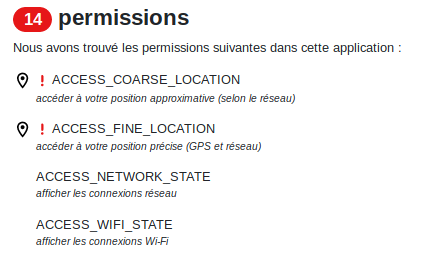 14 permissions
Nous avons trouvé les permissions suivantes dans cette application :
! ACCESS_COARSE_LOCATION
accéder à votre position approximative (selon le réseau)
! ACCESS_FINE_LOCATION
accéder à votre position précise (GPS et réseau)
ACCESS_NETWORK_STATE
afficher les connexions réseau
ACCESS_WIFI_STATE
afficher les connexions Wi-Fi